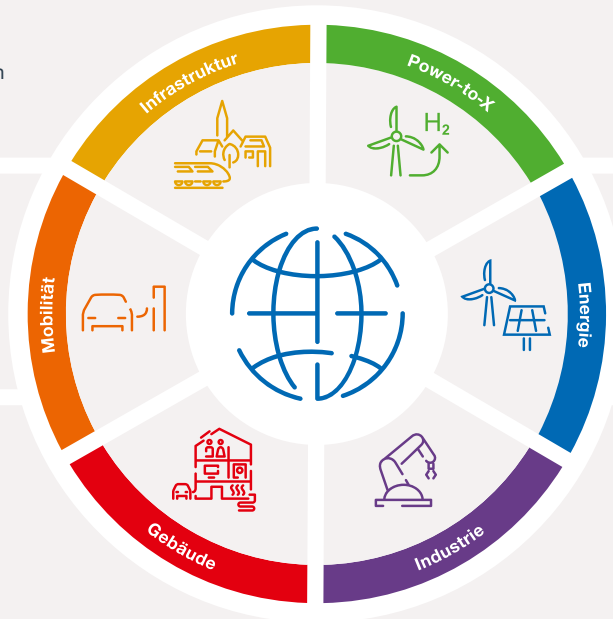 n
Infrastruktur
Power-to-X
H₂
Mobilität
Energie
Gebäude
Industrie